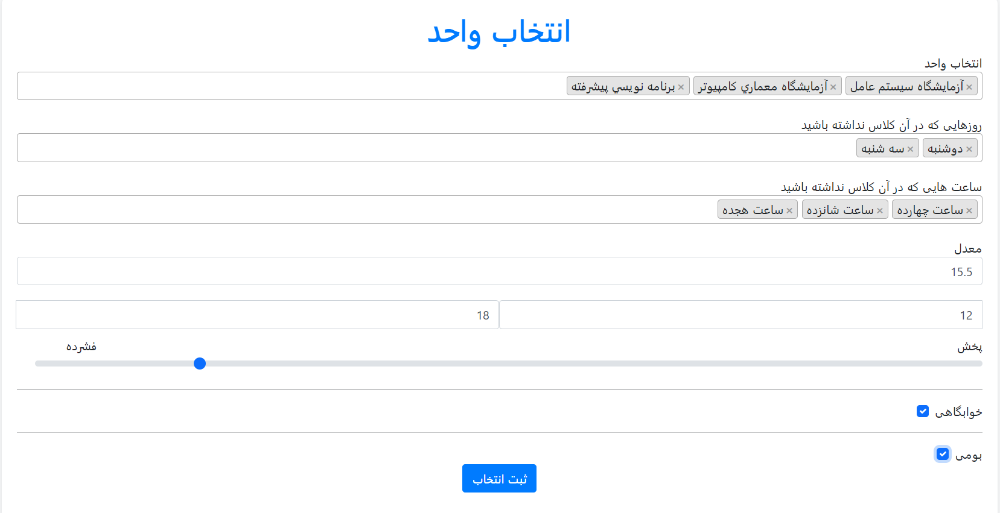 انتخاب واحد
انتخاب واحد
×آزمایشگاه سیستم عامل ×آزمایشگاه معماري کامپیوتر ×برنامه نویسي پیشرفته
روزهایی که در آن کلاس نداشته باشید
×دوشنبه ×سه شنبه
ساعت هایی که در آن کلاس نداشته باشید
×ساعت چهارده ×ساعت شانزده ×ساعت هجده
معدل
15.5
12 18
پخش فشرده
خوابگاهی
بومی
ثبت انتخاب